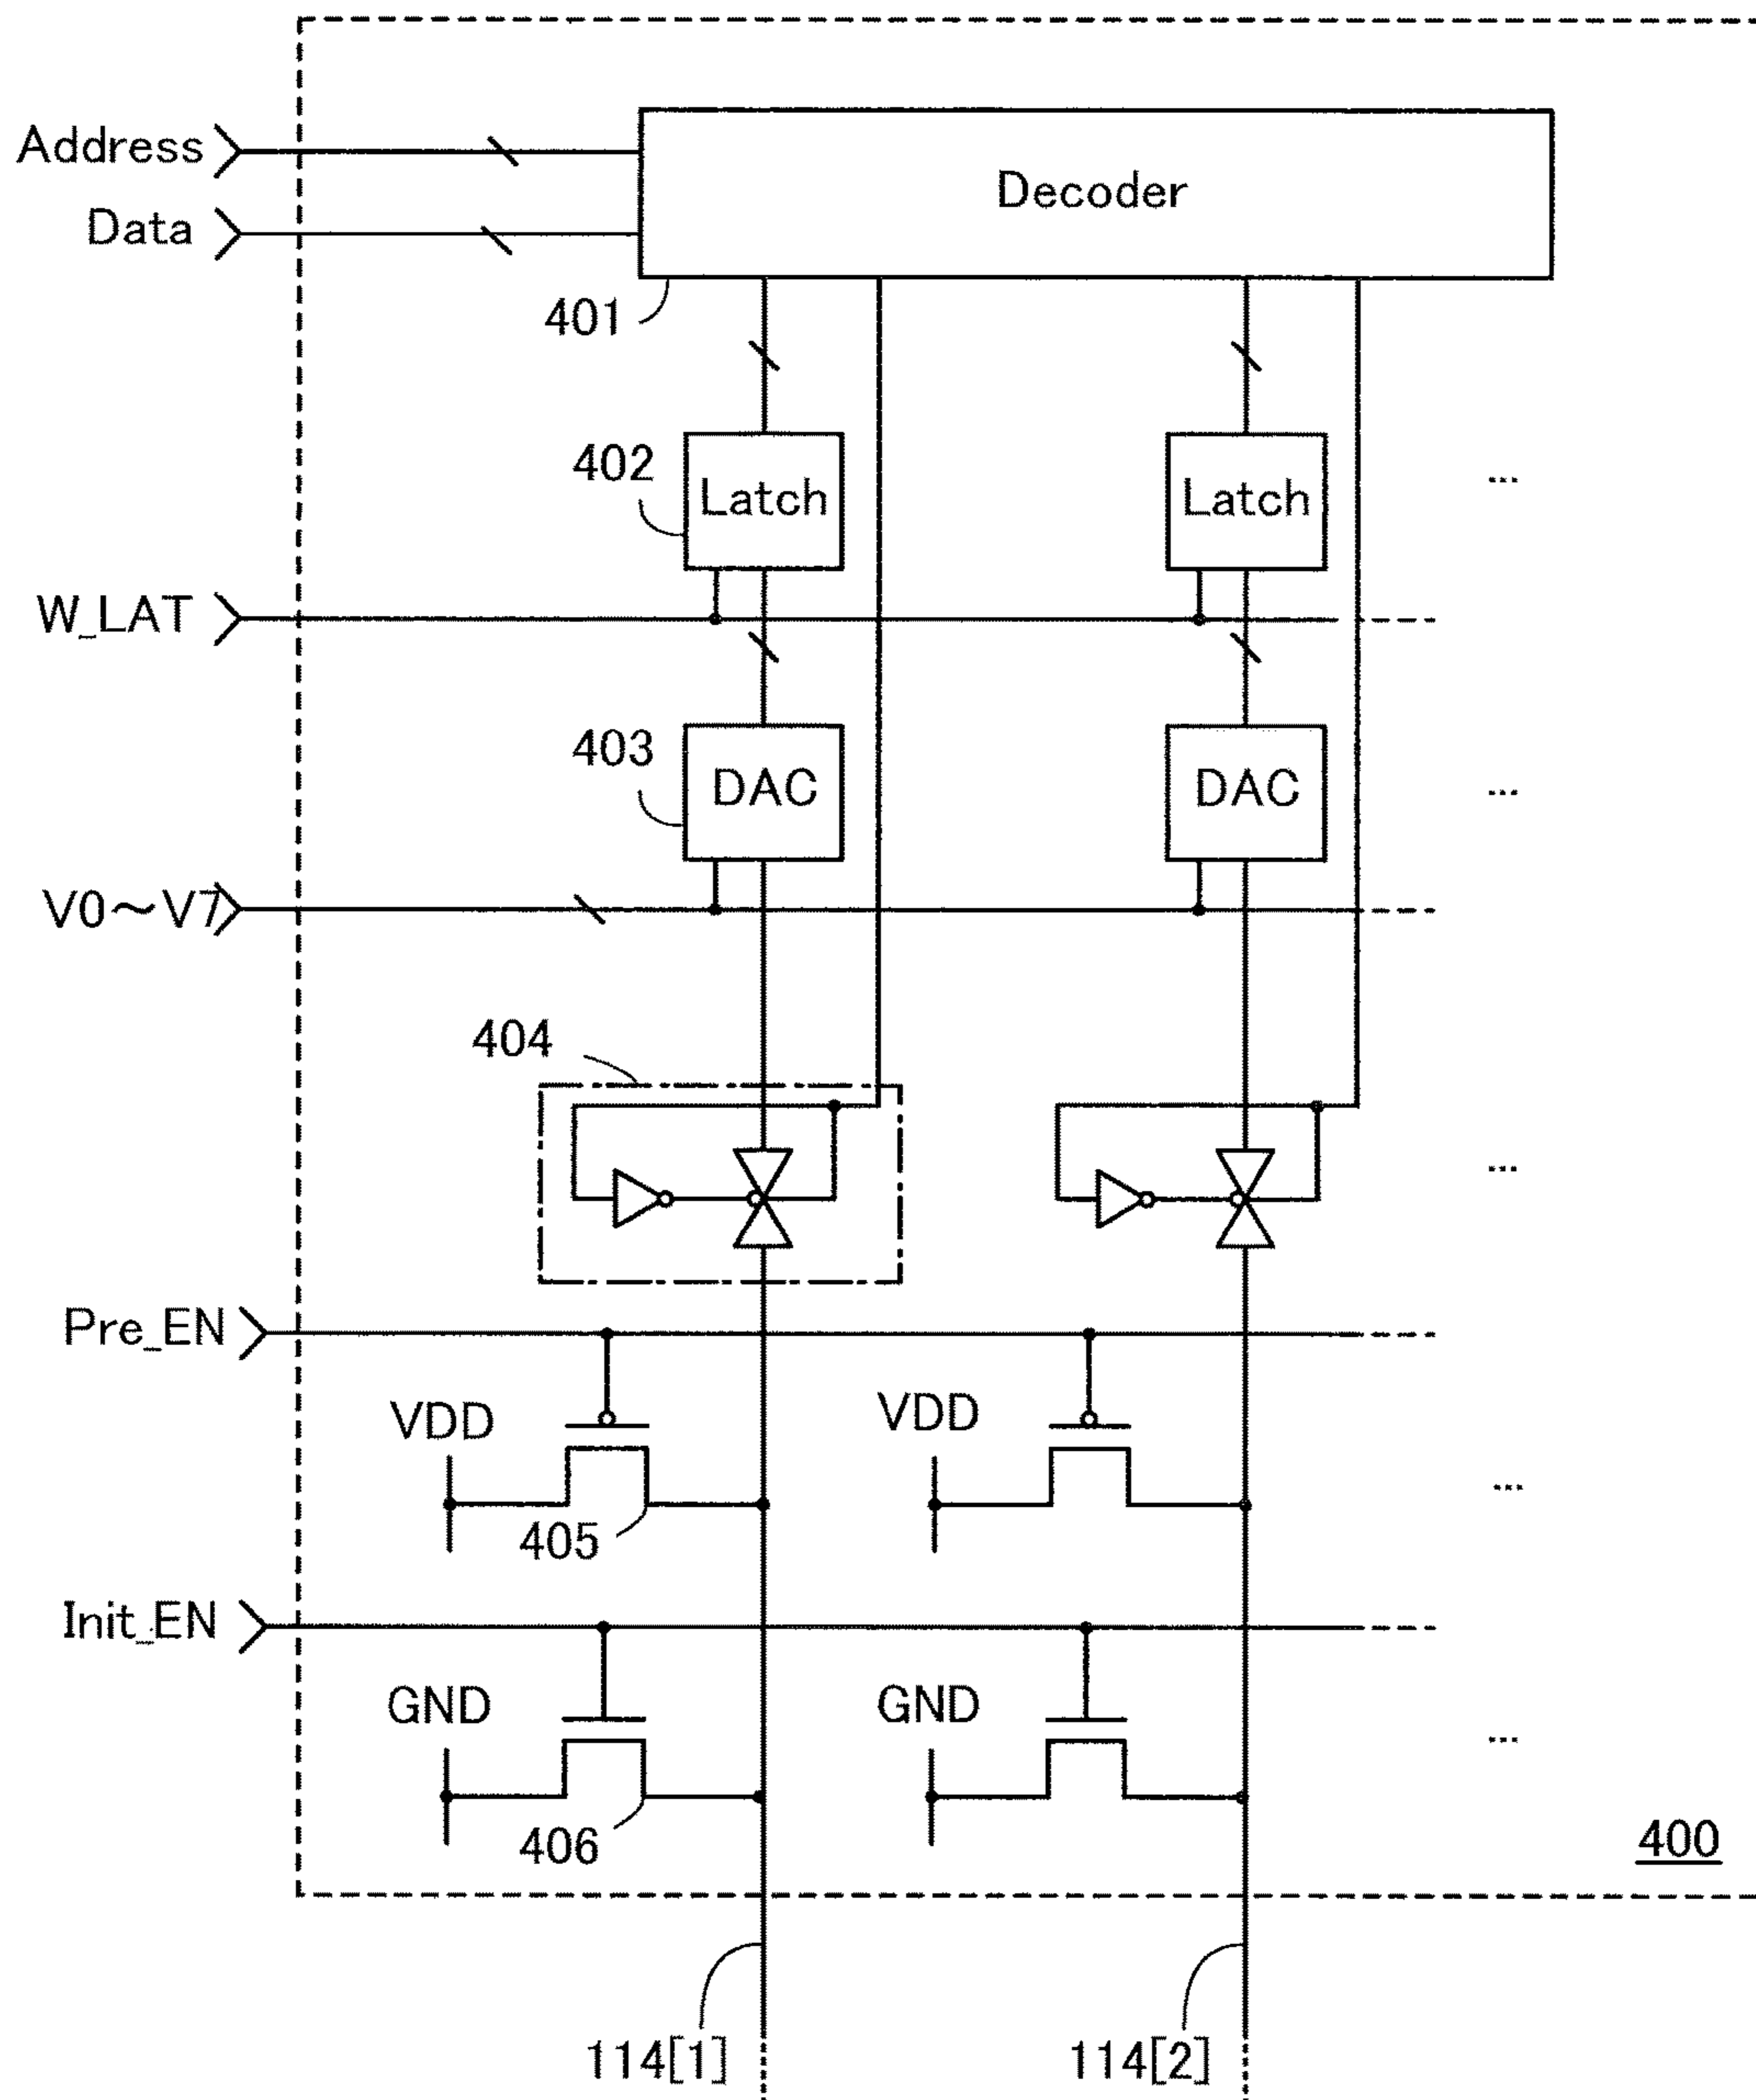 Address
Data
Decoder
401
402
Latch
Latch
...
W_LAT
403
DAC
DAC
...
V0～V7
404
...
Pre_EN
VDD
VDD
405
...
Init_EN
GND
GND
406
...
400
114[1]
114[2]